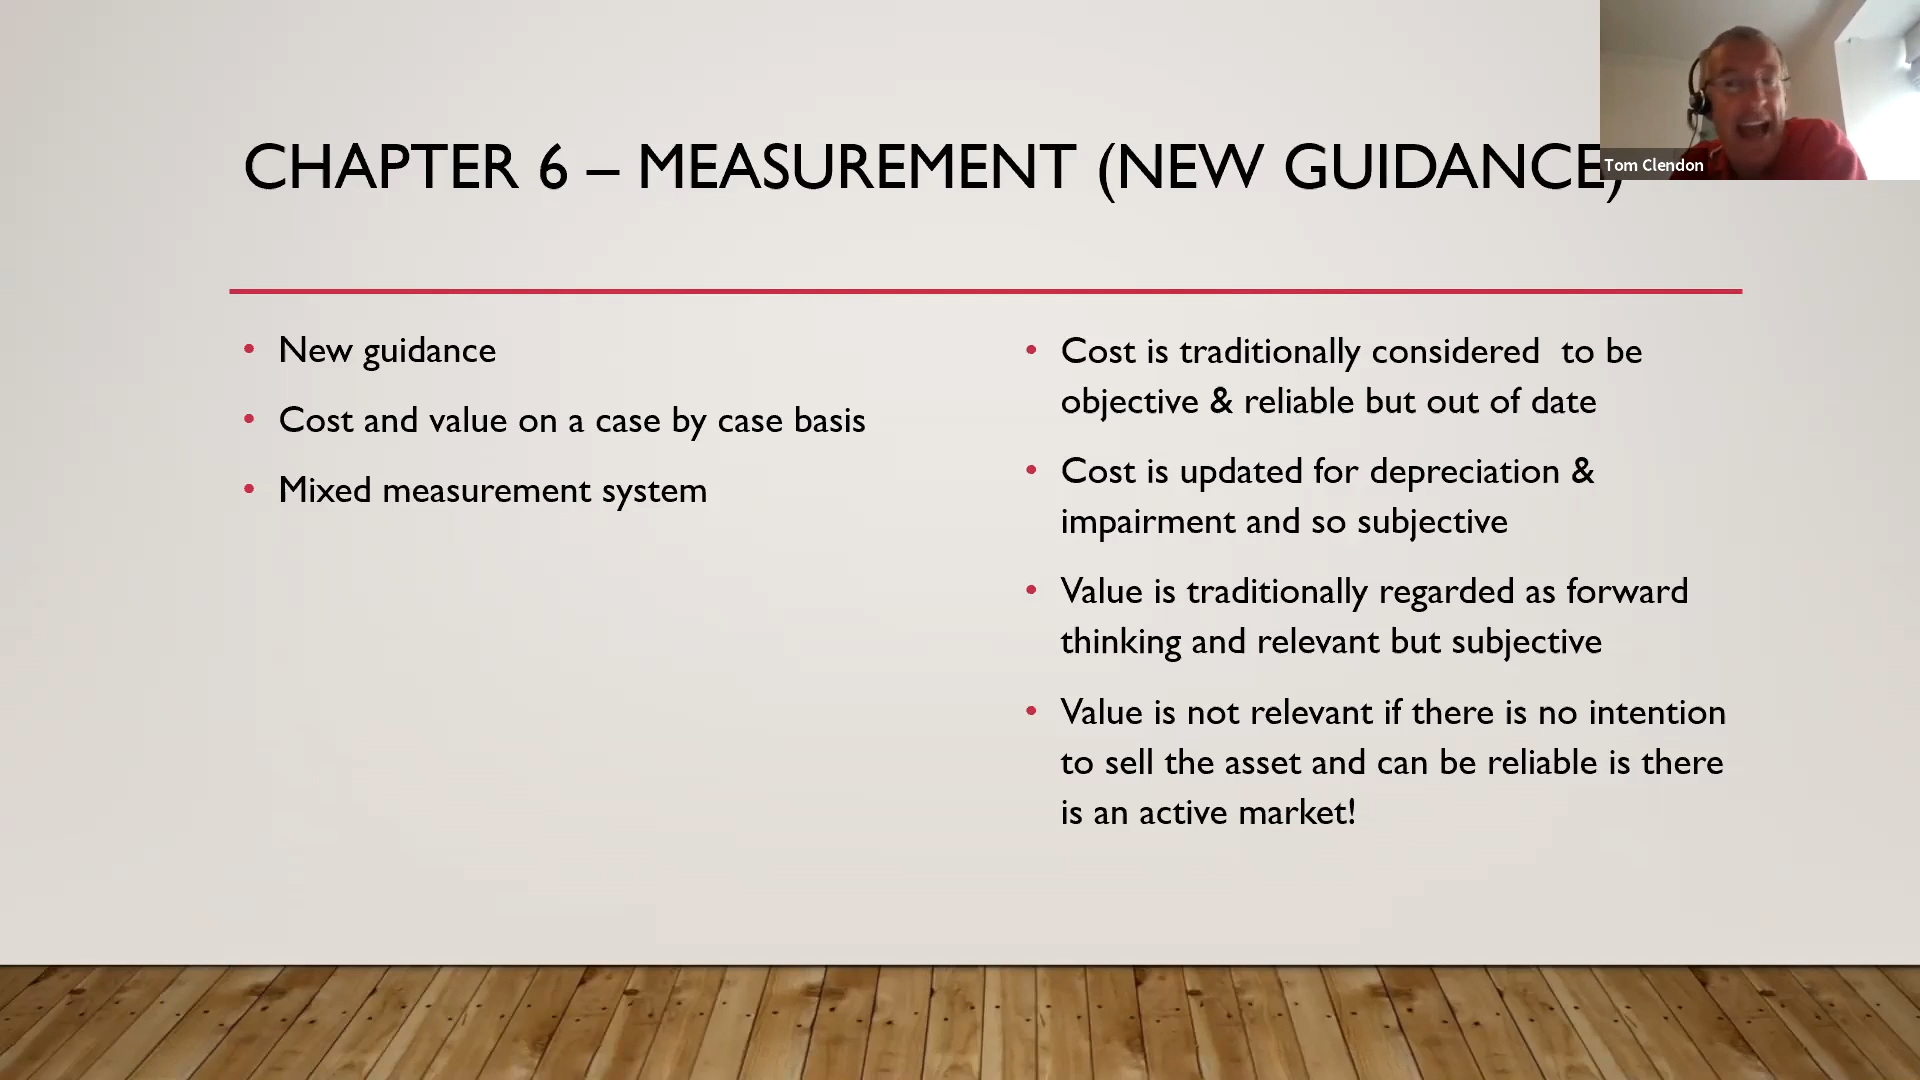 CHAPTER 6 – MEASUREMENT (NEW GUIDANCE)
Tom Clendon
• New guidance
• Cost and value on a case by case basis
• Mixed measurement system
• Cost is traditionally considered  to be
objective & reliable but out of date
• Cost is updated for depreciation &
impairment and so subjective
• Value is traditionally regarded as forward
thinking and relevant but subjective
• Value is not relevant if there is no intention
to sell the asset and can be reliable is there
is an active market!